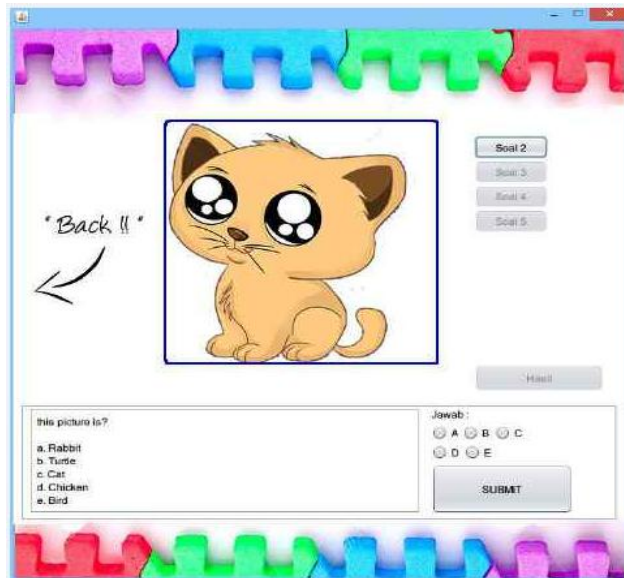 Soal 2
Soal 3
Soal 4
Soal 5
" Back !! "
Hasil
this picture is?
a. Rabbit
b. Turtle
c. Cat
d. Chicken
e. Bird
Jawab :
A B C
D E
SUBMIT